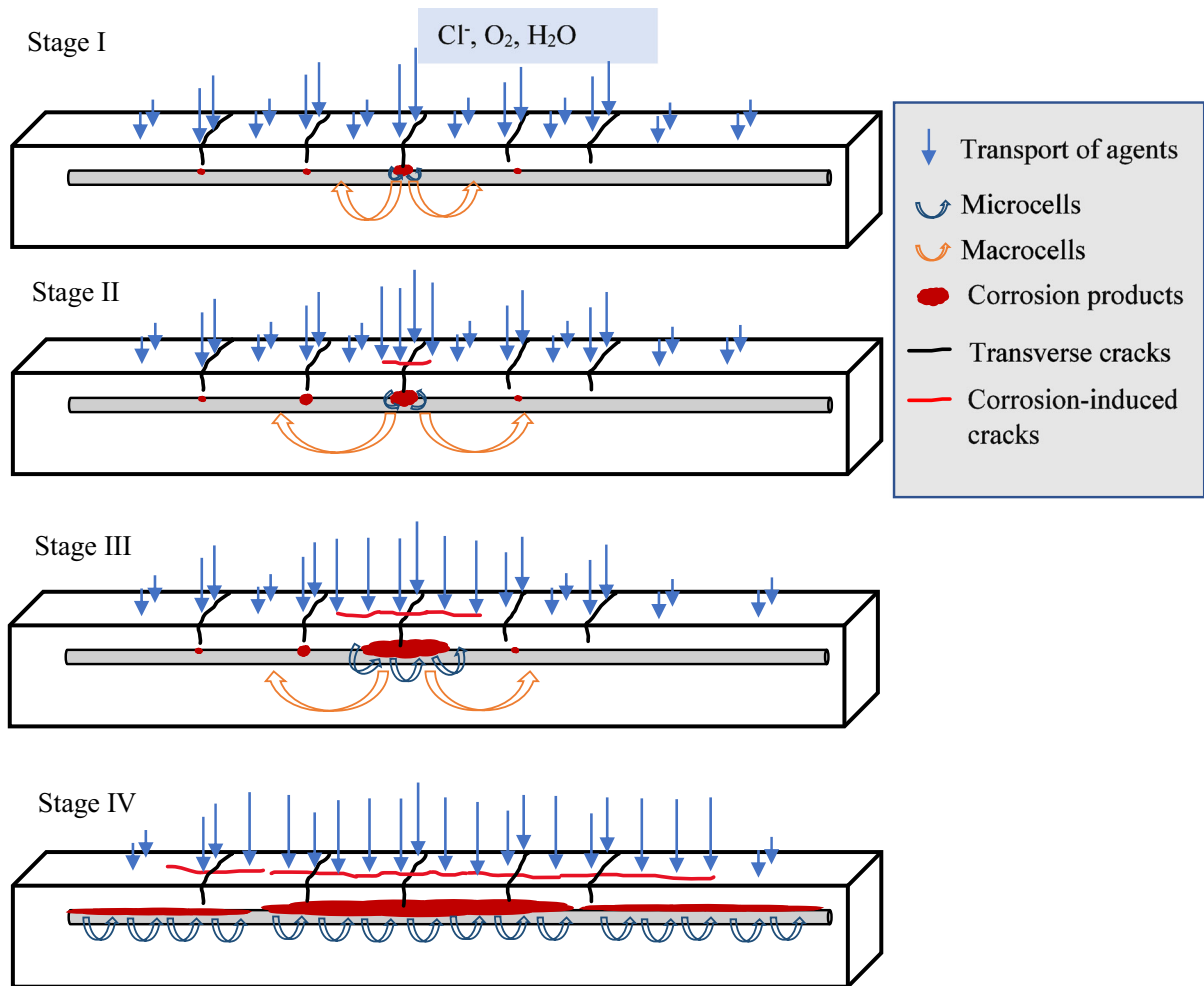 Stage I
Cl⁻, O₂, H₂O
Transport of agents
Microcells
Macrocells
Stage II
Corrosion products
Transverse cracks
Corrosion-induced
cracks
Stage III
Stage IV